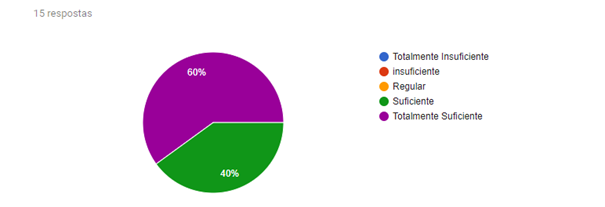 15 respostas
60%
40%
Totalmente Insuficiente
insuficiente
Regular
Suficiente
Totalmente Suficiente